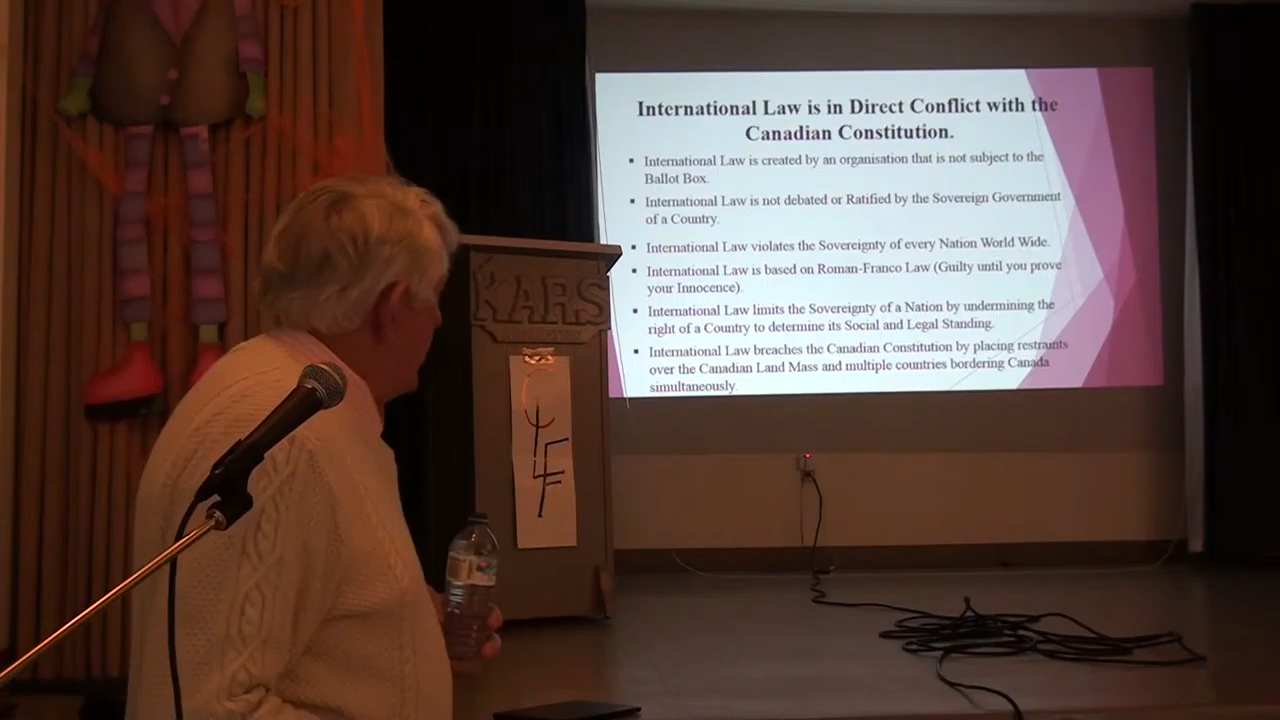 International Law is in Direct Conflict with the
Canadian Constitution.
▪ International Law is created by an organisation that is not subject to the
Ballot Box.
▪ International Law is not debated or Ratified by the Sovereign Government
of a Country.
▪ International Law violates the Sovereignty of every Nation World Wide.
▪ International Law is based on Roman-Franco Law (Guilty until you prove
your Innocence).
▪ International Law limits the Sovereignty of a Nation by undermining the
right of a Country to determine its Social and Legal Standing.
▪ International Law breaches the Canadian Constitution by placing restraints
over the Canadian Land Mass and multiple countries bordering Canada
simultaneously.
KARS